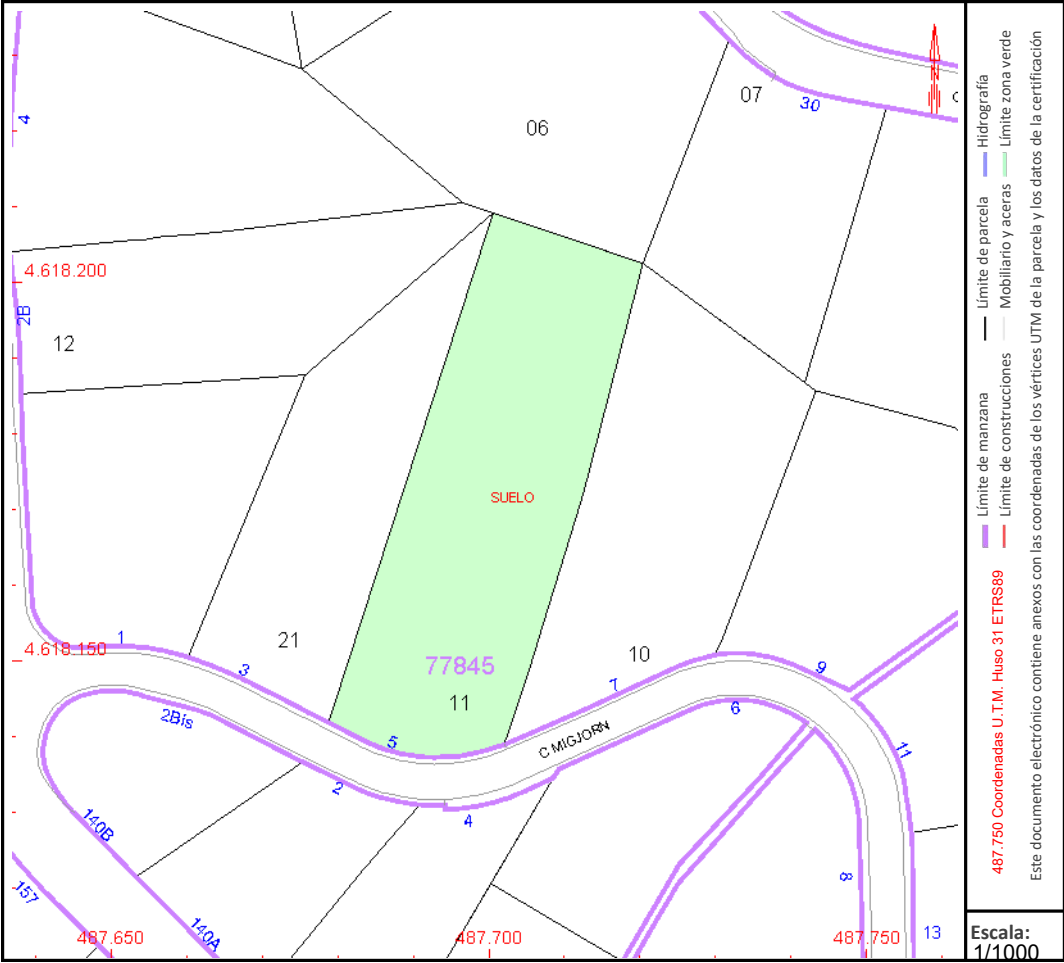 07
30
06
4
4.618.200
2B
12
SUELO
4.618.150
1
21
3
77845
10
7
9
11
2Bis
5
C MIGJORN
6
11
2
4
140B
8
157
140A
13
487.650
487.700
487.750
Límite de manzana
Límite de parcela
Hidrografía
487.750 Coordenadas U.T.M. Huso 31 ETRS89
Límite de construcciones
Mobiliario y aceras
Límite zona verde
Este documento electrónico contiene anexos con las coordenadas de los vértices UTM de la parcela y los datos de la certificación
Escala:
1/1000